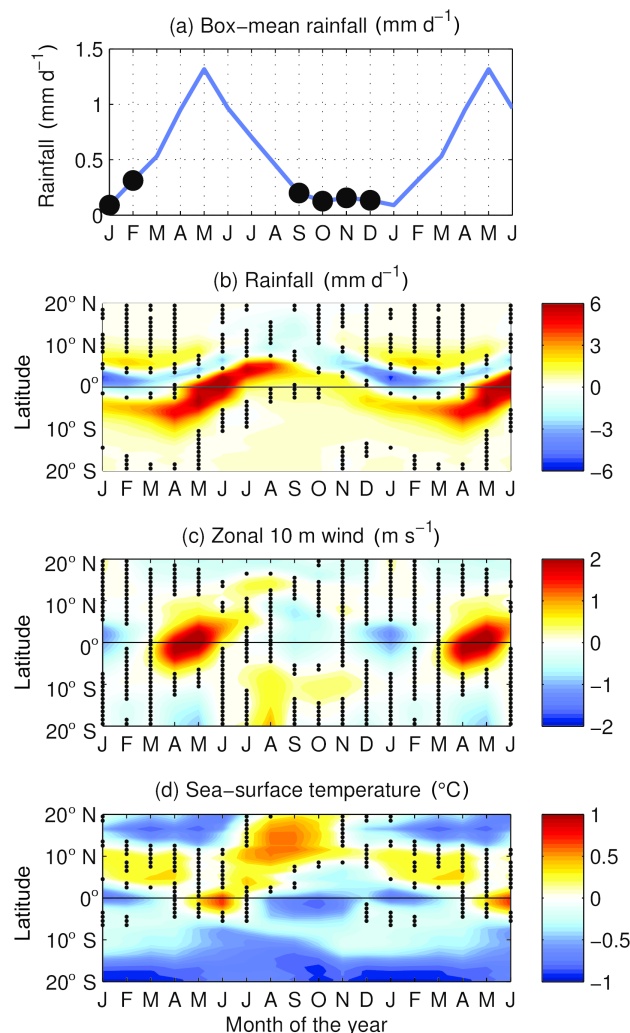 (a) Box−mean rainfall (mm d−1)
Rainfall (mm d−1)
1.5
1
0.5
0
J F M A M J J A S O N D J F M A M J
(b) Rainfall (mm d−1)
Latitude
20° N
10° N
0°
10° S
20° S
J F M A M J J A S O N D J F M A M J
6
3
0
−3
−6
(c) Zonal 10 m wind (m s−1)
Latitude
20° N
10° N
0°
10° S
20° S
J F M A M J J A S O N D J F M A M J
2
1
0
−1
−2
(d) Sea−surface temperature (°C)
Latitude
20° N
10° N
0°
10° S
20° S
J F M A M J J A S O N D J F M A M J
Month of the year
1
0.5
0
−0.5
−1